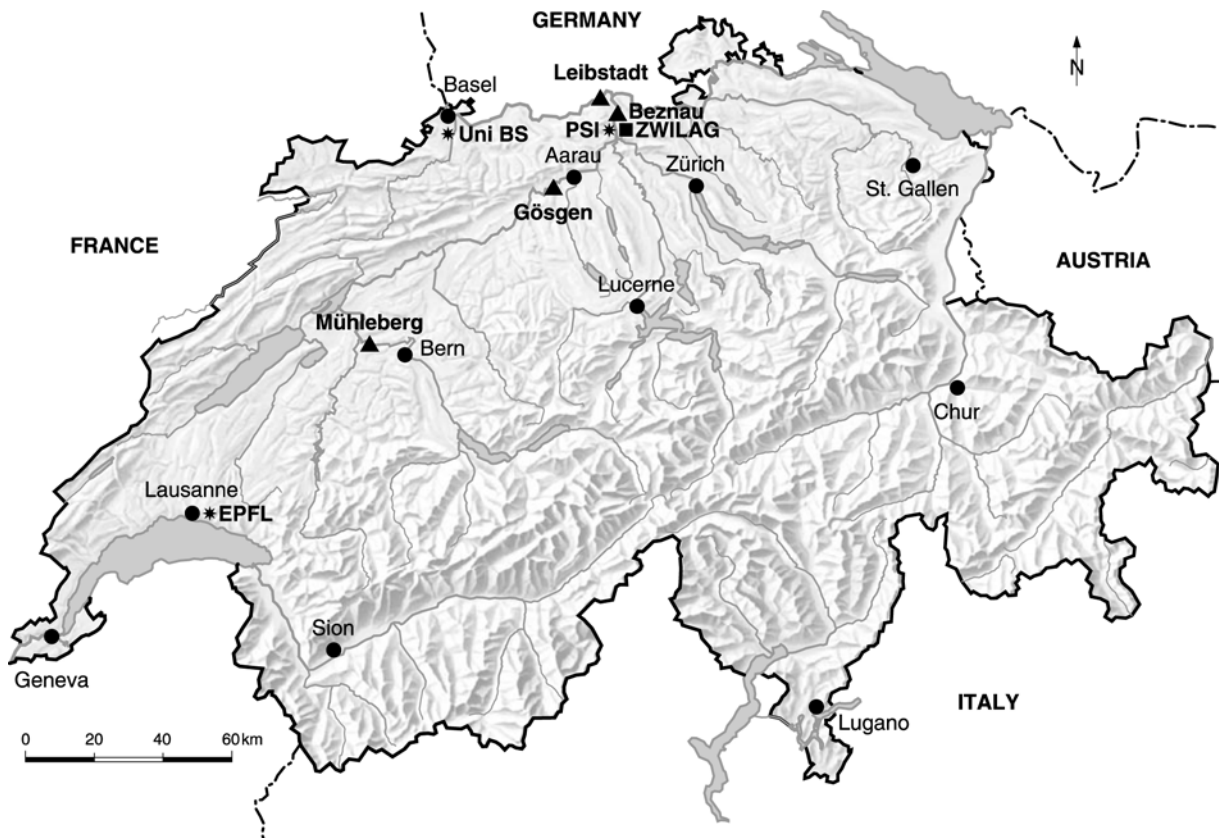 GERMANY
N
Leibstadt
Basel
Beznau
Uni BS
PSI
ZWILAG
Aarau
Zürich
St. Gallen
Gösgen
FRANCE
AUSTRIA
Lucerne
Mühleberg
Bern
Chur
Lausanne
EPFL
Sion
Geneva
ITALY
Lugano
0 20 40 60 km